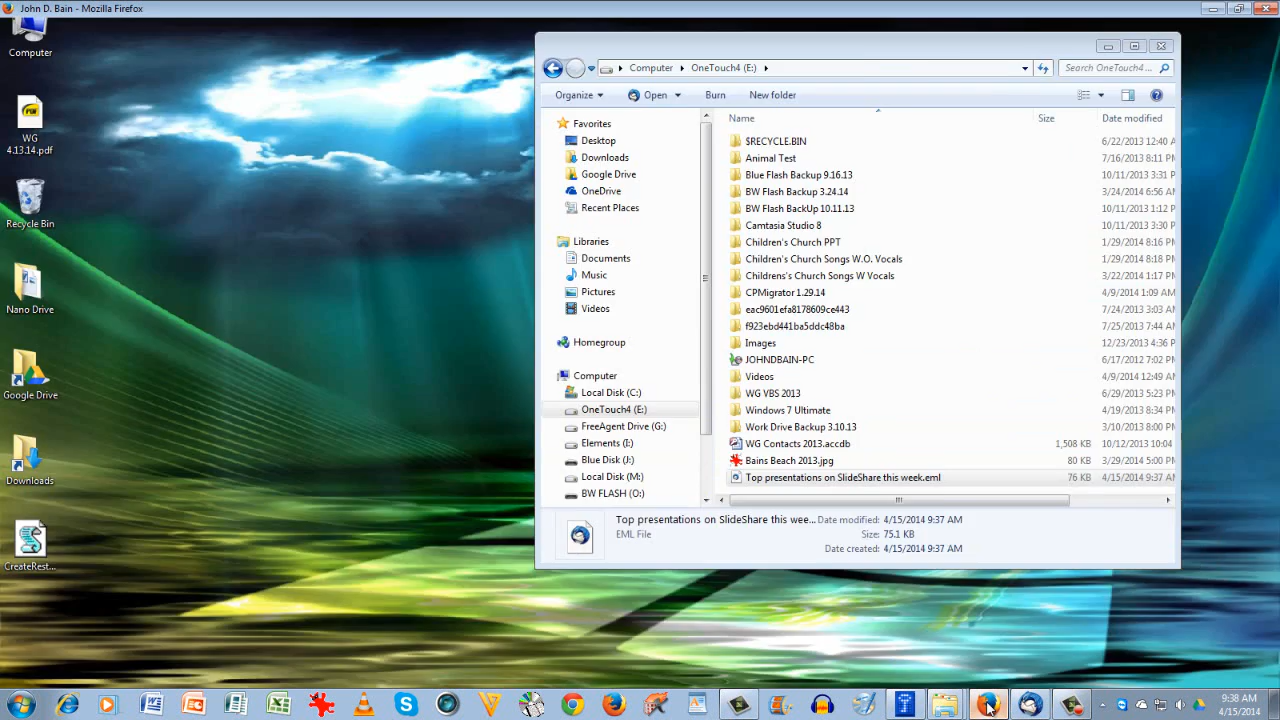 John D. Bain - Mozilla Firefox
Computer
WG
4.13.14.pdf
Recycle Bin
Nano Drive
Google Drive
Downloads
CreateRest...
Computer
OneTouch4 (E:)
Search OneTouch4 ...
Organize
Open
Burn
New folder
Favorites
Desktop
Downloads
Google Drive
OneDrive
Recent Places
Libraries
Documents
Music
Pictures
Videos
Homegroup
Computer
Local Disk (C:)
OneTouch4 (E:)
FreeAgent Drive (G:)
Elements (I:)
Blue Disk (J:)
Local Disk (M:)
BW FLASH (O:)
Name Size Date modified
$RECYCLE.BIN 6/22/2013 12:40 A
Animal Test 7/16/2013 8:11 P
Blue Flash Backup 9.16.13 10/11/2013 3:31 P
BW Flash Backup 3.24.14 3/24/2014 6:56 A
BW Flash BackUp 10.11.13 10/11/2013 1:12 P
Camtasia Studio 8 10/11/2013 3:30 P
Children's Church PPT 1/29/2014 8:16 P
Children's Church Songs W.O. Vocals 1/29/2014 8:18 P
Childrens's Church Songs W Vocals 3/22/2014 1:17 P
CPMigrator 1.29.14 4/9/2014 1:09 AM
eac9601efa8178609ce443 7/24/2013 3:03 A
f923ebd441ba5ddc48ba 7/25/2013 7:44 A
Images 12/23/2013 4:36 P
JOHNDBAIN-PC 6/17/2012 7:02 P
Videos 4/9/2014 12:49 A
WG VBS 2013 6/29/2013 5:23 P
Windows 7 Ultimate 4/19/2013 8:34 P
Work Drive Backup 3.10.13 3/10/2013 8:00 P
WG Contacts 2013.accdb 1,508 KB 10/12/2013 10:04
Bains Beach 2013.jpg 80 KB 3/29/2014 5:00 P
Top presentations on SlideShare this week.eml 76 KB 4/15/2014 9:37 A
Top presentations on SlideShare this wee... Date modified: 4/15/2014 9:37 AM
EML File Size: 75.1 KB
Date created: 4/15/2014 9:37 AM
9:38 AM
4/15/2014